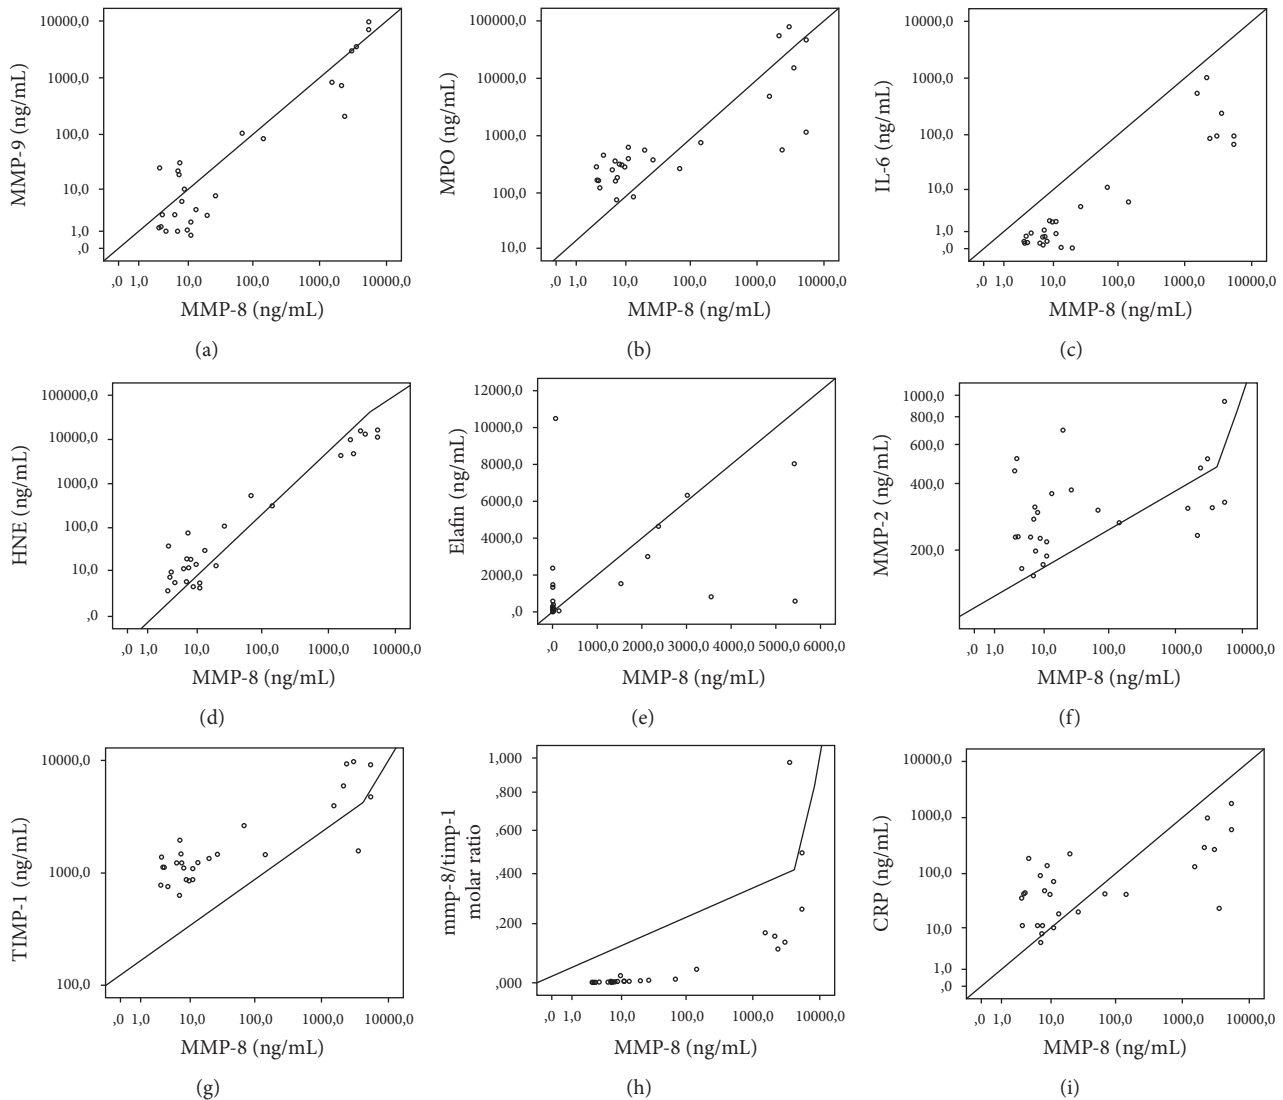 10000,0
1000,0
100,0
10,0
1,0
,0
MMP-9 (ng/mL)
,0 1,0 10,0 100,0 1000,0 10000,0
MMP-8 (ng/mL)
(a)
100000,0
10000,0
1000,0
100,0
10,0
MPO (ng/mL)
,0 1,0 10,0 100,0 1000,0 10000,0
MMP-8 (ng/mL)
(b)
10000,0
1000,0
100,0
10,0
1,0
,0
IL-6 (ng/mL)
,0 1,0 10,0 100,0 1000,0 10000,0
MMP-8 (ng/mL)
(c)
100000,0
10000,0
1000,0
100,0
10,0
,0
HNE (ng/mL)
,0 1,0 10,0 100,0 1000,0 10000,0
MMP-8 (ng/mL)
(d)
12000,0
10000,0
8000,0
6000,0
4000,0
2000,0
,0
Elafin (ng/mL)
,0 1000,0 2000,0 3000,0 4000,0 5000,0 6000,0
MMP-8 (ng/mL)
(e)
1000,0
800,0
600,0
400,0
200,0
MMP-2 (ng/mL)
,0 1,0 10,0 100,0 1000,0 10000,0
MMP-8 (ng/mL)
(f)
10000,0
1000,0
100,0
TIMP-1 (ng/mL)
,0 1,0 10,0 100,0 1000,0 10000,0
MMP-8 (ng/mL)
(g)
1,000
,800
,600
,400
,200
,000
mmp-8/timp-1
molar ratio
,0 1,0 10,0 100,0 1000,0 10000,0
MMP-8 (ng/mL)
(h)
10000,0
1000,0
100,0
10,0
1,0
,0
CRP (ng/mL)
,0 1,0 10,0 100,0 1000,0 10000,0
MMP-8 (ng/mL)
(i)